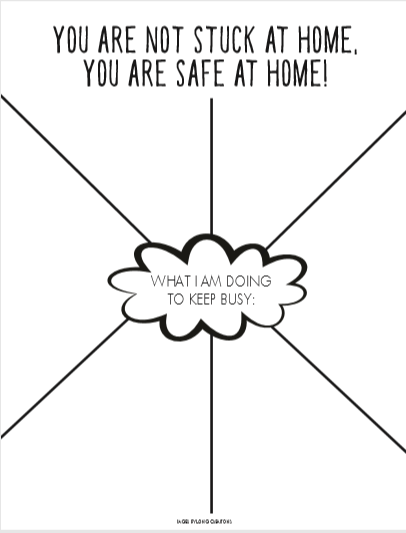 YOU ARE NOT STUCK AT HOME,
YOU ARE SAFE AT HOME!
WHAT I AM DOING
TO KEEP BUSY: